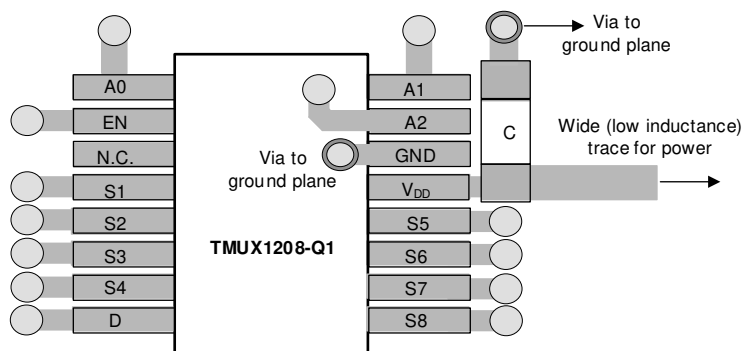 Via to
ground plane
A0
A1
EN
A2
C
Wide (low inductance)
trace for power
N.C.
Via to
ground plane
GND
S1
VDD
S2
S5
TMUX1208-Q1
S3
S6
S4
S7
D
S8